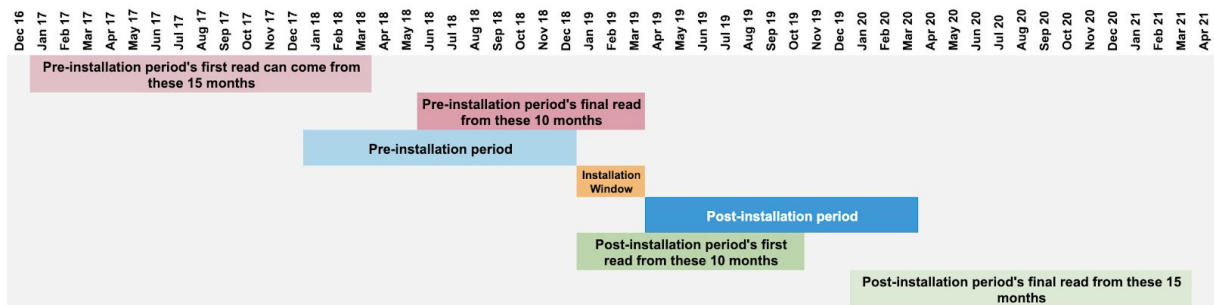 Dec 16
Jan 17
Feb 17
Mar 17
Apr 17
May 17
Jun 17
Jul 17
Aug 17
Sep 17
Oct 17
Nov 17
Dec 17
Jan 18
Feb 18
Mar 18
Apr 18
May 18
Jun 18
Jul 18
Aug 18
Sep 18
Oct 18
Nov 18
Dec 18
Jan 19
Feb 19
Mar 19
Apr 19
May 19
Jun 19
Jul 19
Aug 19
Sep 19
Oct 19
Nov 19
Dec 19
Jan 20
Feb 20
Mar 20
Apr 20
May 20
Jun 20
Jul 20
Aug 20
Sep 20
Oct 20
Nov 20
Dec 20
Jan 21
Feb 21
Mar 21
Apr 21
Pre-installation period's first read can come from
these 15 months
Pre-installation period's final read
from these 10 months
Pre-installation period
Installation
Window
Post-installation period
Post-installation period's first
read from these 10 months
Post-installation period's final read from these 15
months